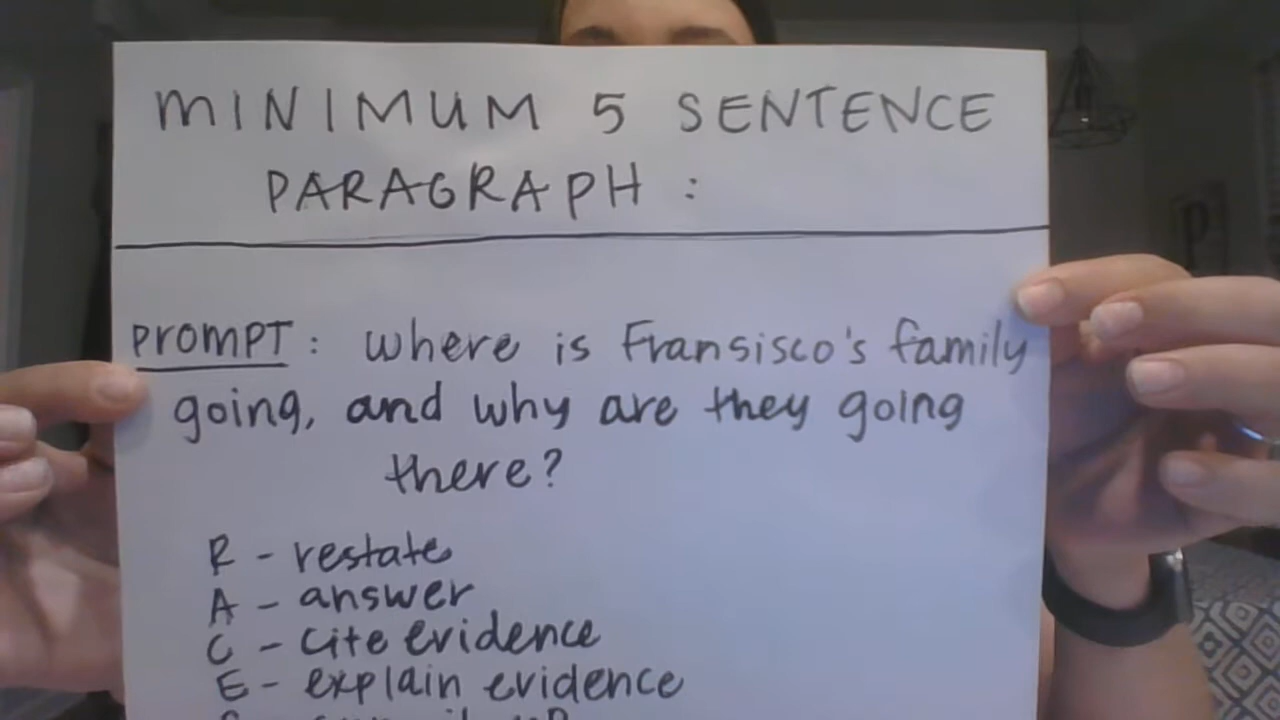 MINIMUM 5 SENTENCE
PARAGRAPH :
PROMPT : where is Fransisco's family
going, and why are they going
there?
R - restate
A - answer
C - cite evidence
E - explain evidence